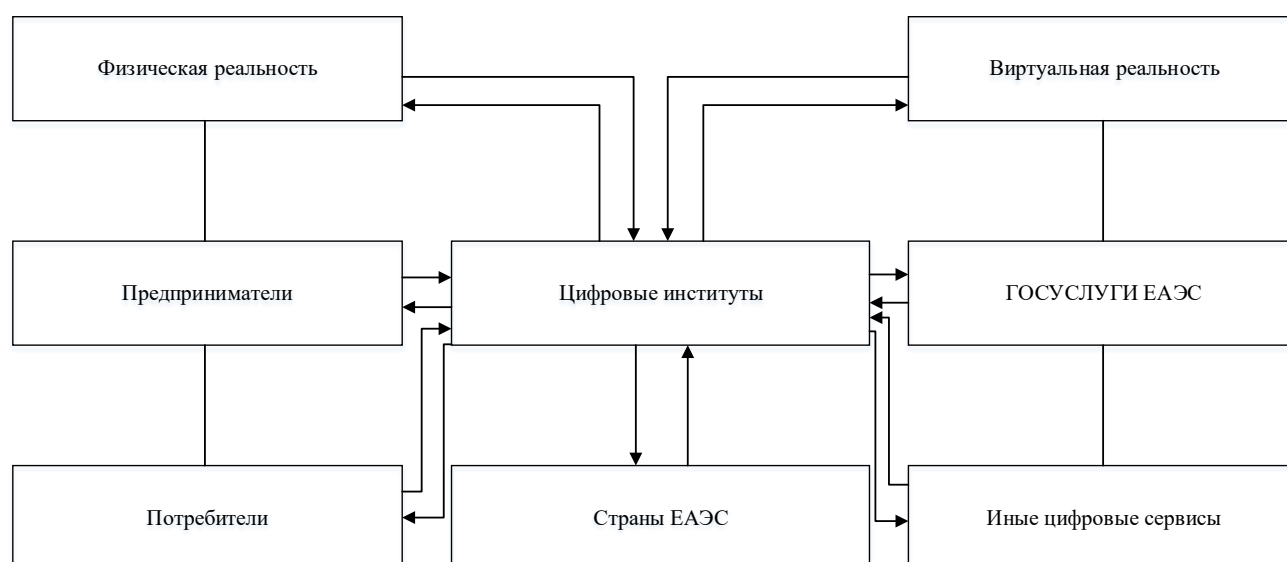 Физическая реальность
Виртуальная реальность
Предприниматели
Цифровые институты
ГОСУСЛУГИ ЕАЭС
Потребители
Страны ЕАЭС
Иные цифровые сервисы